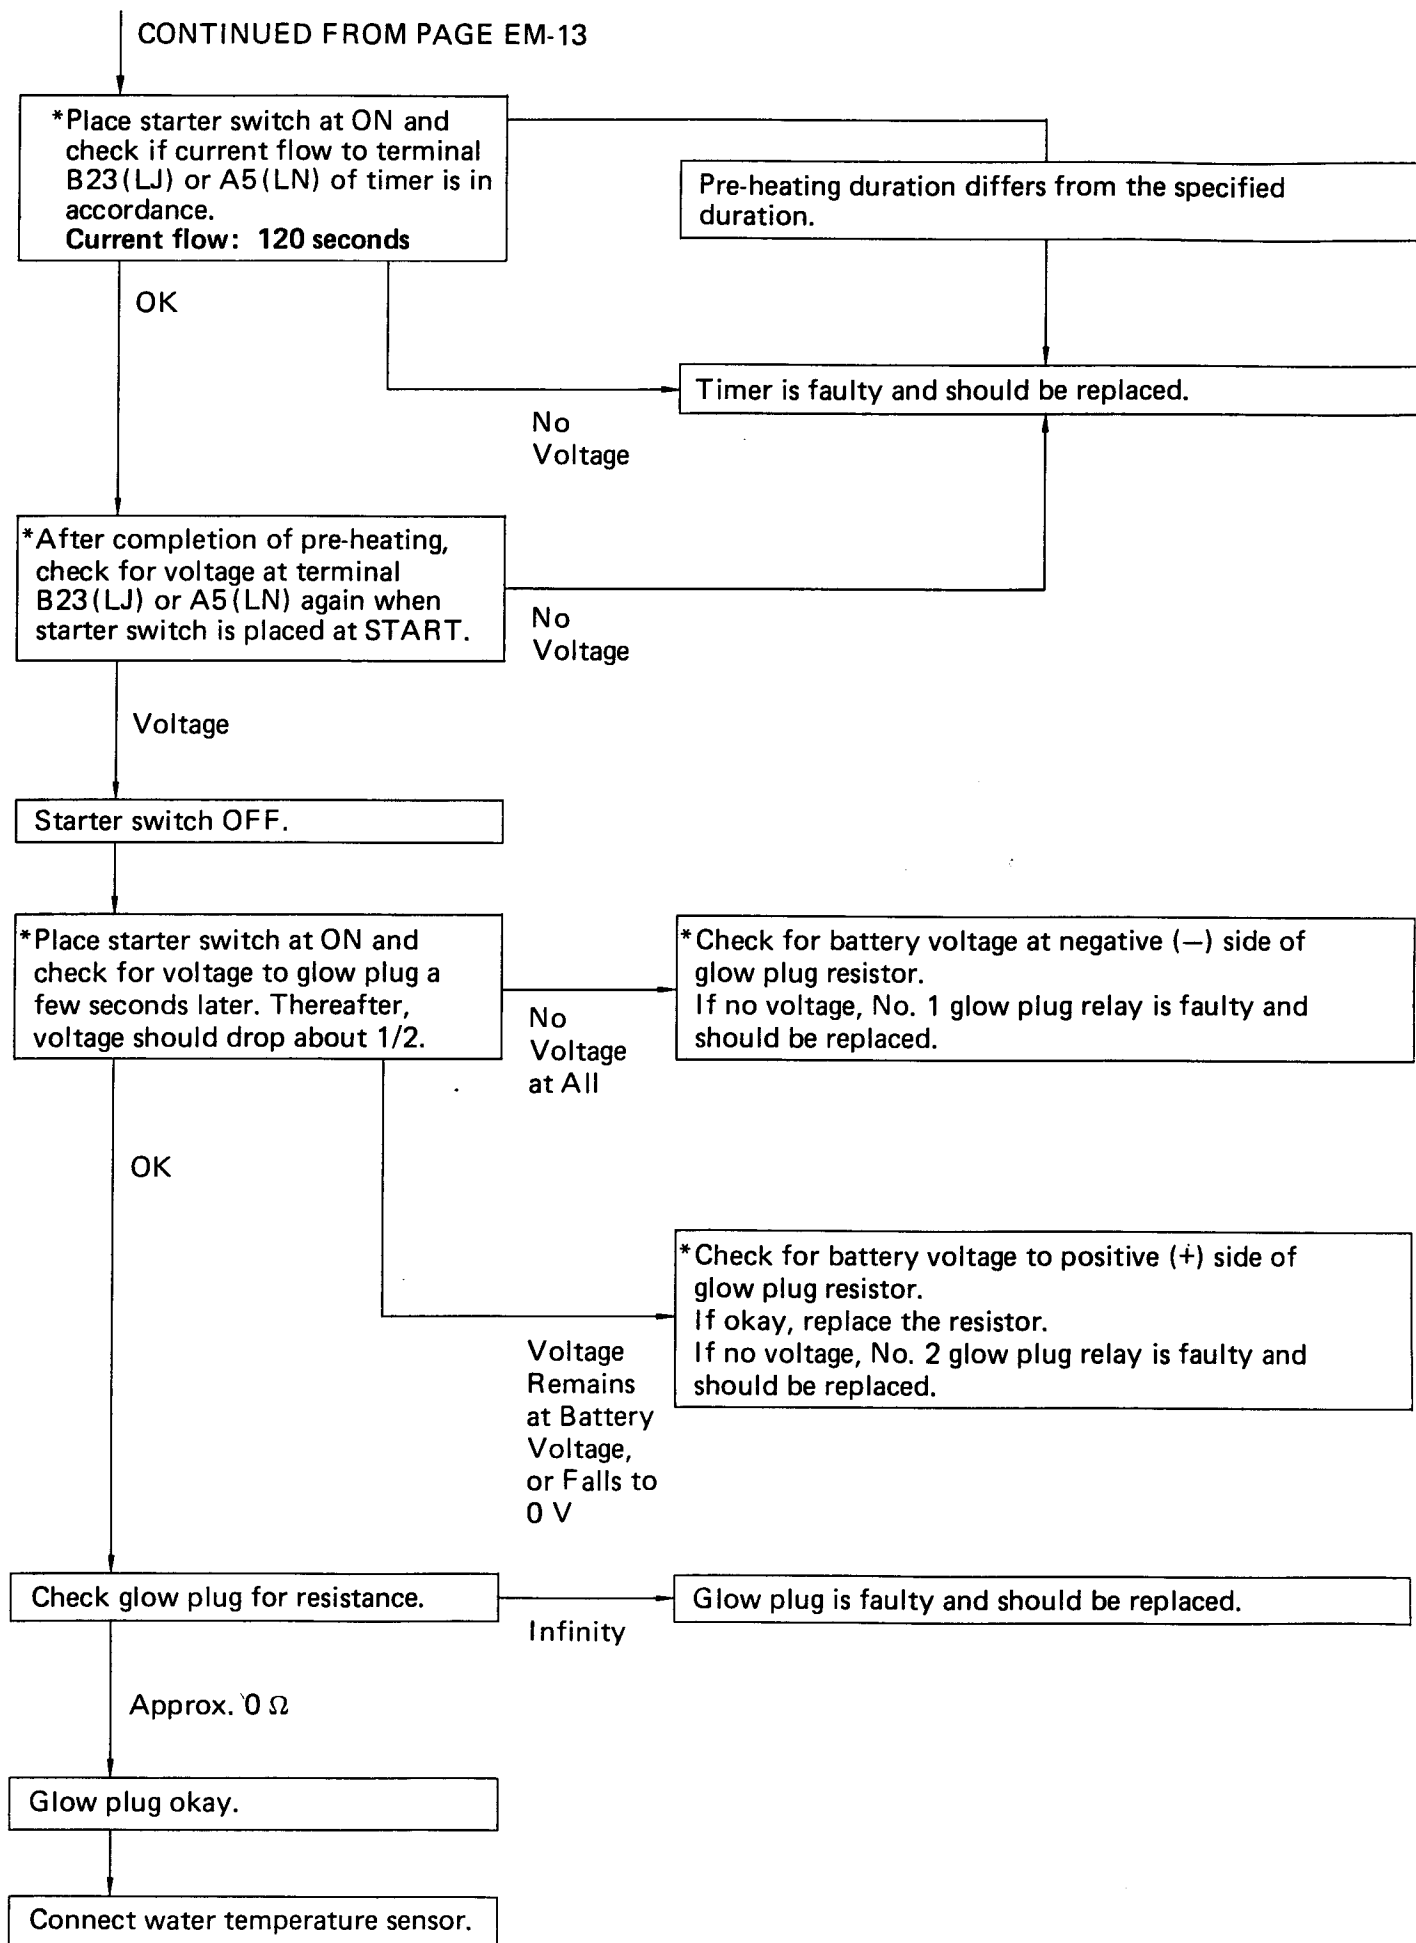 CONTINUED FROM PAGE EM-13
*Place starter switch at ON and
check if current flow to terminal
B23(LJ) or A5(LN) of timer is in
accordance.
Current flow: 120 seconds
Pre-heating duration differs from the specified
duration.
OK
Timer is faulty and should be replaced.
No
Voltage
*After completion of pre-heating,
check for voltage at terminal
B23(LJ) or A5(LN) again when
starter switch is placed at START.
No
Voltage
Voltage
Starter switch OFF.
*Place starter switch at ON and
check for voltage to glow plug a
few seconds later. Thereafter,
voltage should drop about 1/2.
No
Voltage
at All
*Check for battery voltage at negative (−) side of
glow plug resistor.
If no voltage, No. 1 glow plug relay is faulty and
should be replaced.
OK
Voltage
Remains
at Battery
Voltage,
or Falls to
0 V
*Check for battery voltage to positive (+) side of
glow plug resistor.
If okay, replace the resistor.
If no voltage, No. 2 glow plug relay is faulty and
should be replaced.
Check glow plug for resistance.
Infinity
Glow plug is faulty and should be replaced.
Approx. 0 Ω
Glow plug okay.
Connect water temperature sensor.